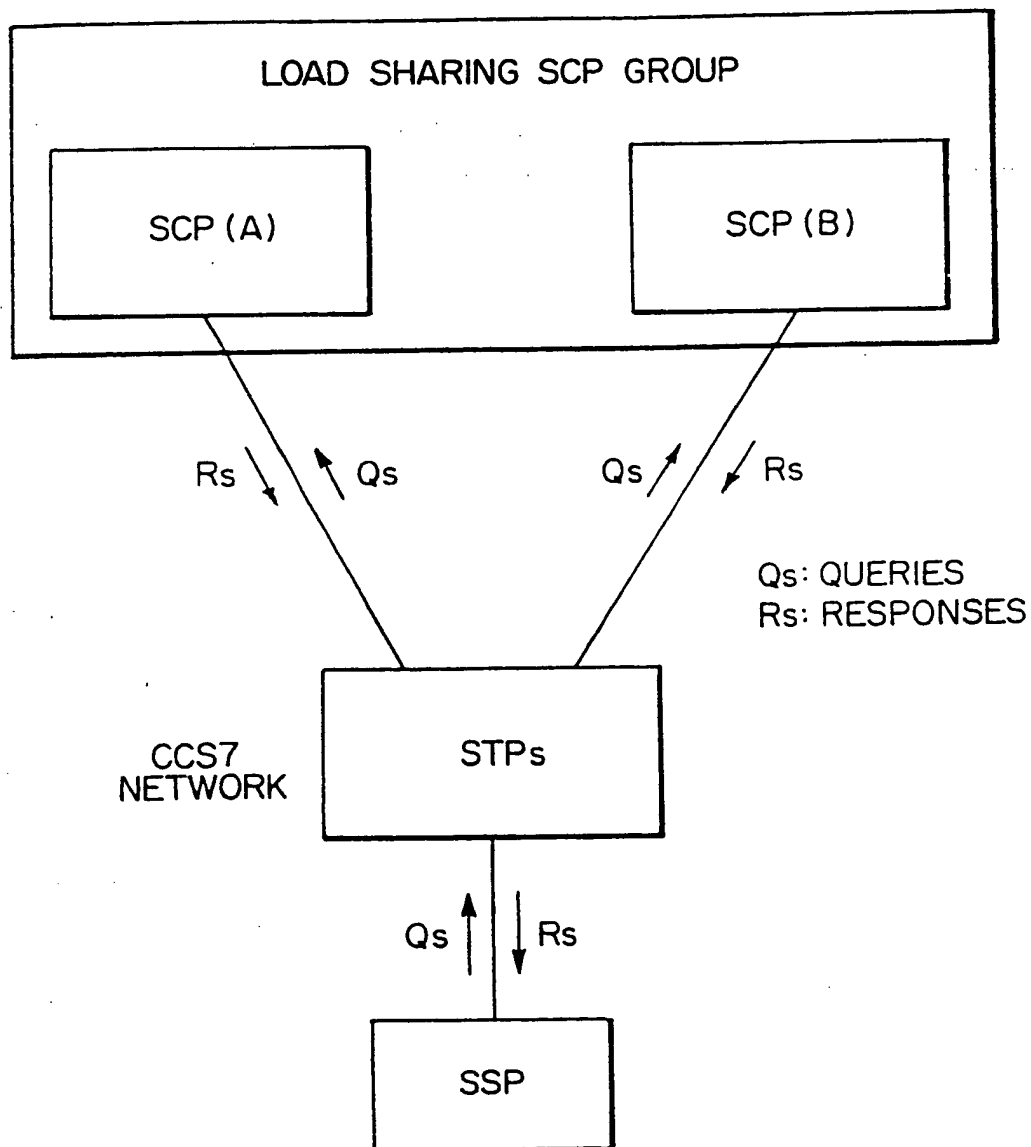 LOAD SHARING SCP GROUP
SCP (A)
SCP (B)
Rs
Qs
Qs
Rs
Qs: QUERIES
Rs: RESPONSES
CCS7
NETWORK
STPs
Qs
Rs
SSP